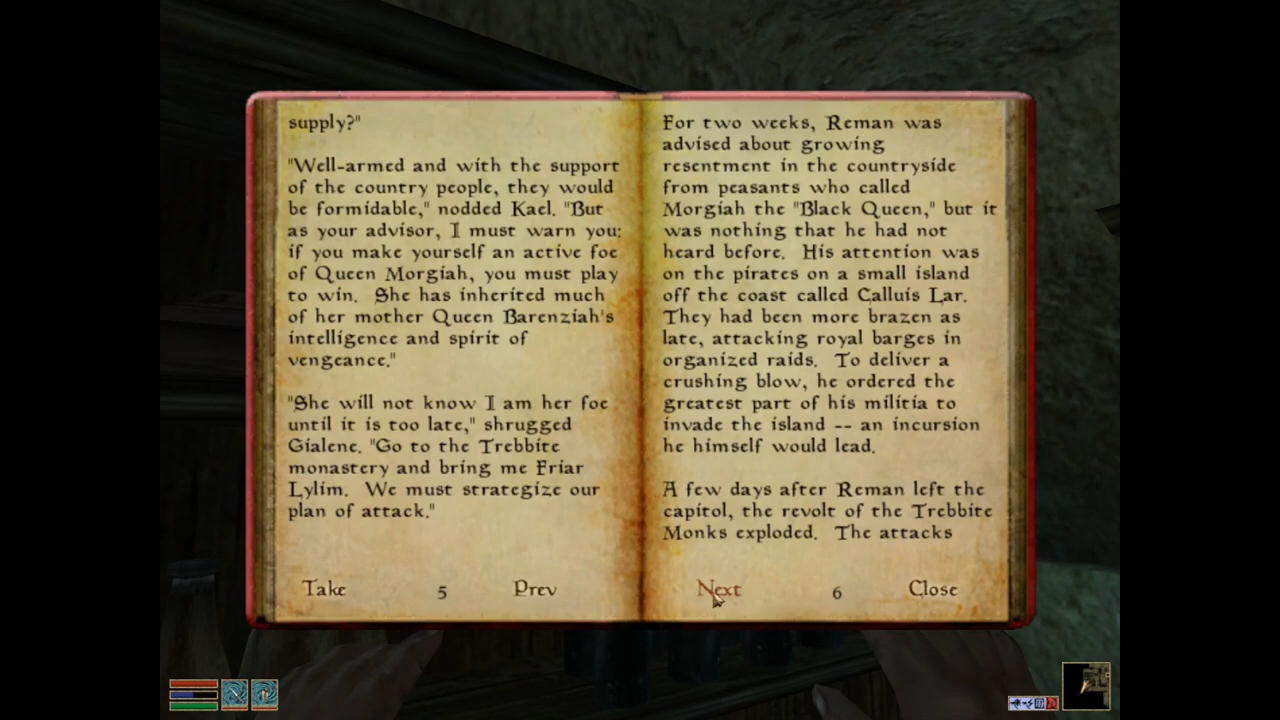 supply?"
"Well-armed and with the support
of the country people, they would
be formidable," nodded Kael. "But
as your advisor, I must warn you:
if you make yourself an active foe
of Queen Morgiah, you must play
to win. She has inherited much
of her mother Queen Barenziah's
intelligence and spirit of
vengeance."
"She will not know I am her foe
until it is too late," shrugged
Gialene. "Go to the Trebbite
monastery and bring me Friar
Lylim. We must strategize our
plan of attack."
For two weeks, Reman was
advised about growing
resentment in the countryside
from peasants who called
Morgiah the "Black Queen," but it
was nothing that he had not
heard before. His attention was
on the pirates on a small island
off the coast called Calluis Lar.
They had been more brazen as
late, attacking royal barges in
organized raids. To deliver a
crushing blow, he ordered the
greatest part of his militia to
invade the island -- an incursion
he himself would lead.
A few days after Reman left the
capitol, the revolt of the Trebbite
Monks exploded. The attacks
Take 5 Prev Next 6 Close